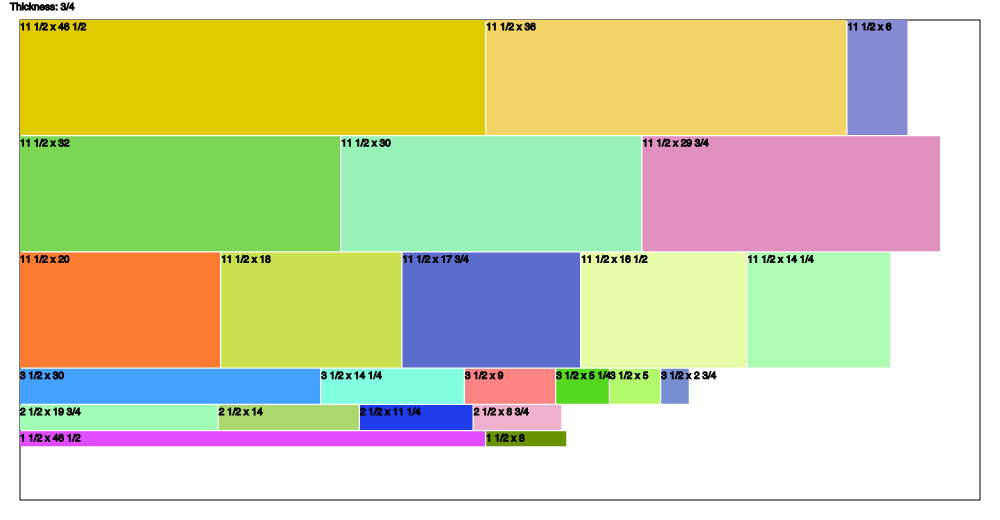 Thickness: 3/4
11 1/2 x 46 1/2 11 1/2 x 36 11 1/2 x 6
11 1/2 x 32 11 1/2 x 30 11 1/2 x 29 3/4
11 1/2 x 20 11 1/2 x 18 11 1/2 x 17 3/4 11 1/2 x 16 1/2 11 1/2 x 14 1/4
3 1/2 x 30 3 1/2 x 14 1/4 3 1/2 x 9 3 1/2 x 5 1/4 3 1/2 x 5 3 1/2 x 2 3/4
2 1/2 x 19 3/4 2 1/2 x 14 2 1/2 x 11 1/4 2 1/2 x 8 3/4
1 1/2 x 46 1/2 1 1/2 x 8